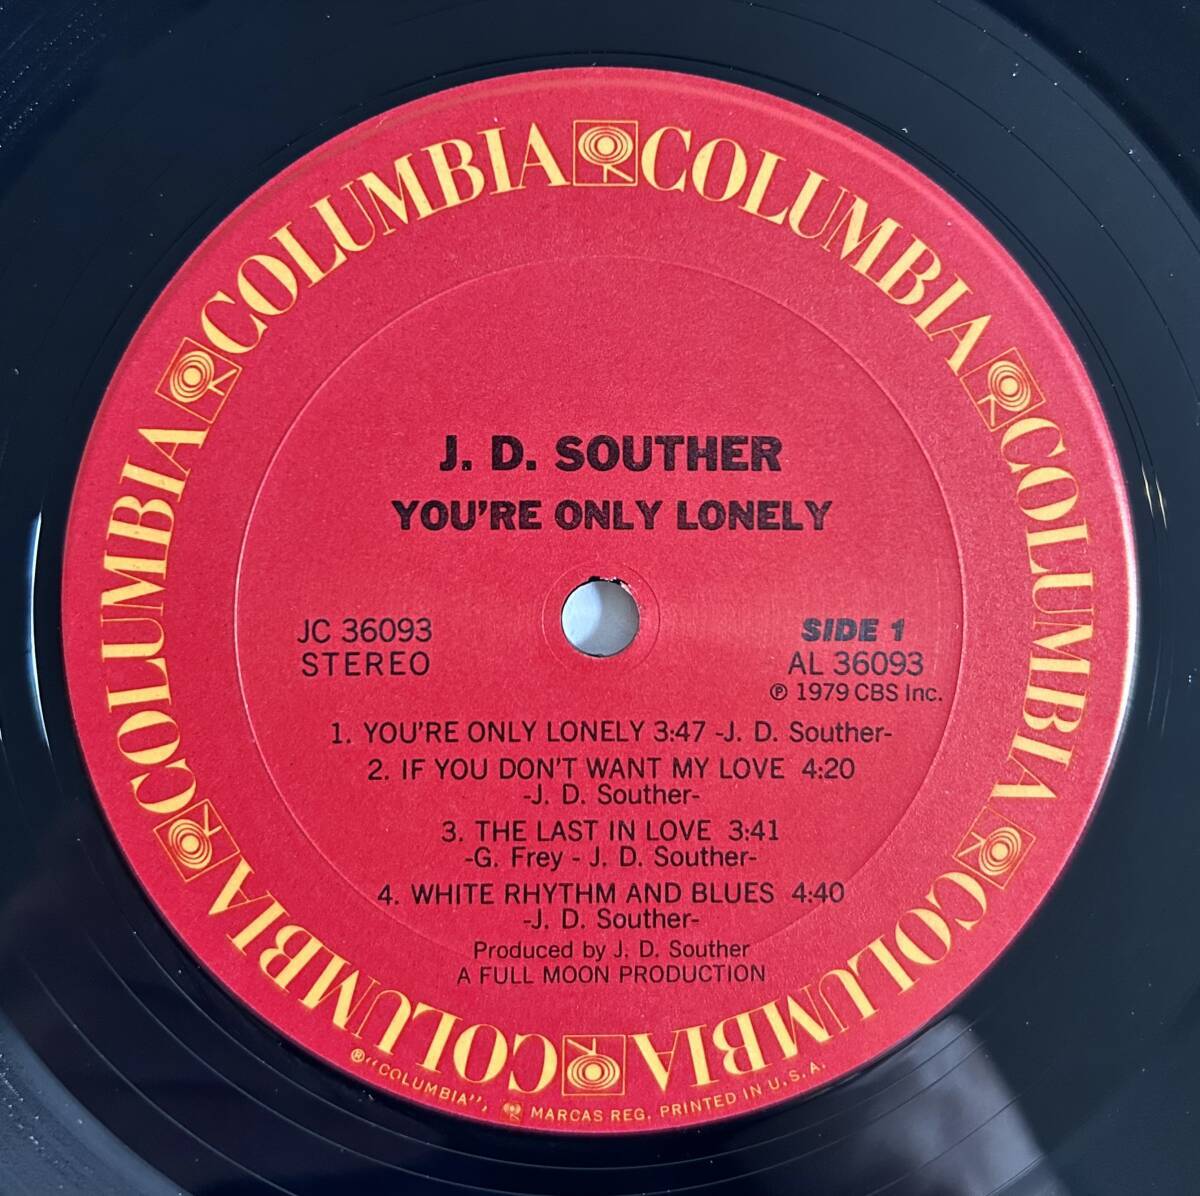 COLUMBIA COLUMBIA COLUMBIA COLUMBIA COLUMBIA COLUMBIA
J. D. SOUTHER
YOU'RE ONLY LONELY
JC 36093
STEREO
SIDE 1
AL 36093
℗ 1979 CBS Inc.
1. YOU'RE ONLY LONELY 3:47 -J. D. Souther-
2. IF YOU DON'T WANT MY LOVE 4:20
-J. D. Souther-
3. THE LAST IN LOVE 3:41
-G. Frey - J. D. Souther-
4. WHITE RHYTHM AND BLUES 4:40
-J. D. Souther-
Produced by J. D. Souther
A FULL MOON PRODUCTION
®"COLUMBIA", MARCAS REG. PRINTED IN U.S.A.